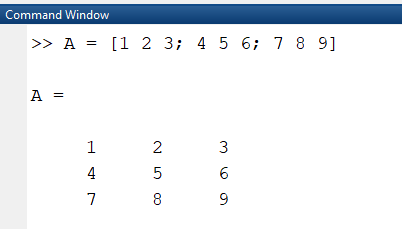 Command Window
>> A = [1 2 3; 4 5 6; 7 8 9]
A =
1 2 3
4 5 6
7 8 9